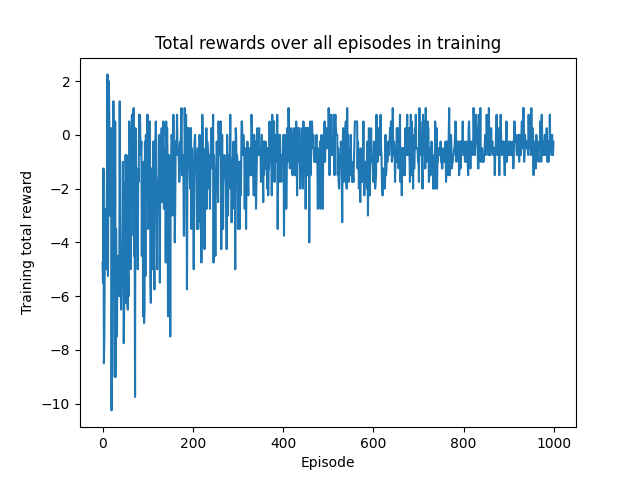 Total rewards over all episodes in training
2
0
−2
−4
−6
−8
−10
Training total reward
0 200 400 600 800 1000
Episode